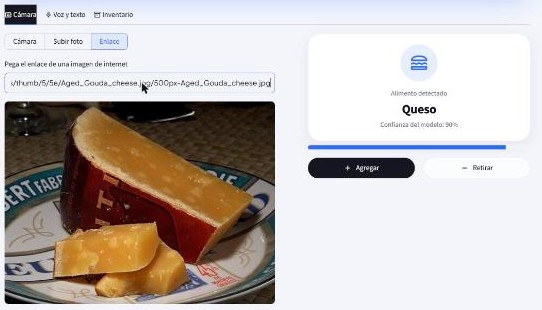 Cámara
Voz y texto
Inventario
Cámara
Subir foto
Enlace
Pega el enlace de una imagen de internet
s/thumb/5/5e/Aged_Gouda_cheese.jpg/500px-Aged_Gouda_cheese.jpg
Alimento detectado
Queso
Confianza del modelo: 90%
+ Agregar
− Retirar